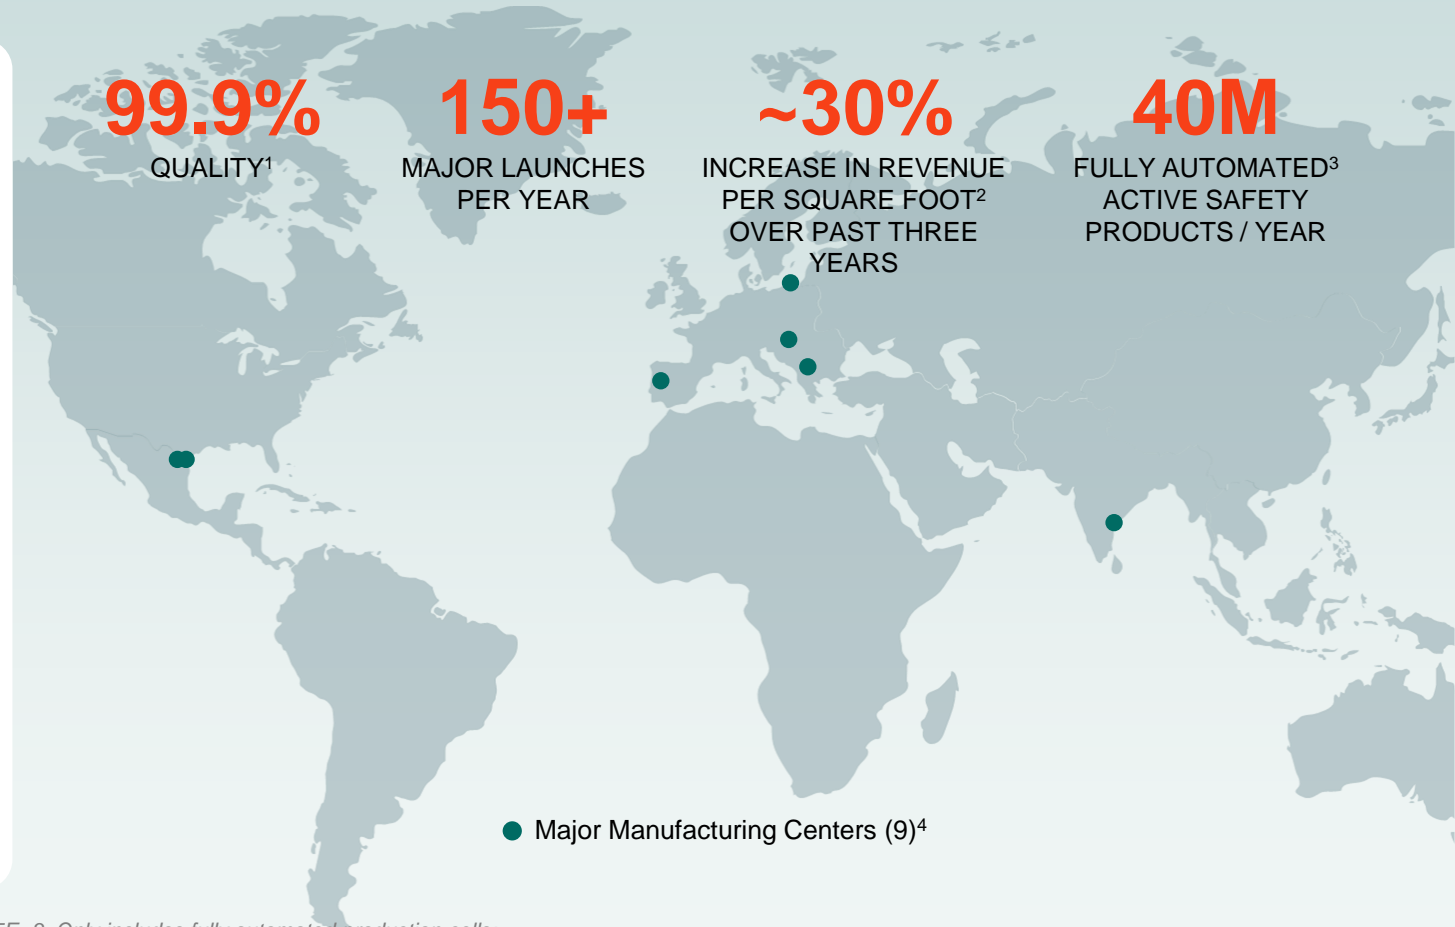 99.9%
QUALITY¹
150+
MAJOR LAUNCHES
PER YEAR
~30%
INCREASE IN REVENUE
PER SQUARE FOOT²
OVER PAST THREE
YEARS
40M
FULLY AUTOMATED³
ACTIVE SAFETY
PRODUCTS / YEAR
Major Manufacturing Centers (9)⁴